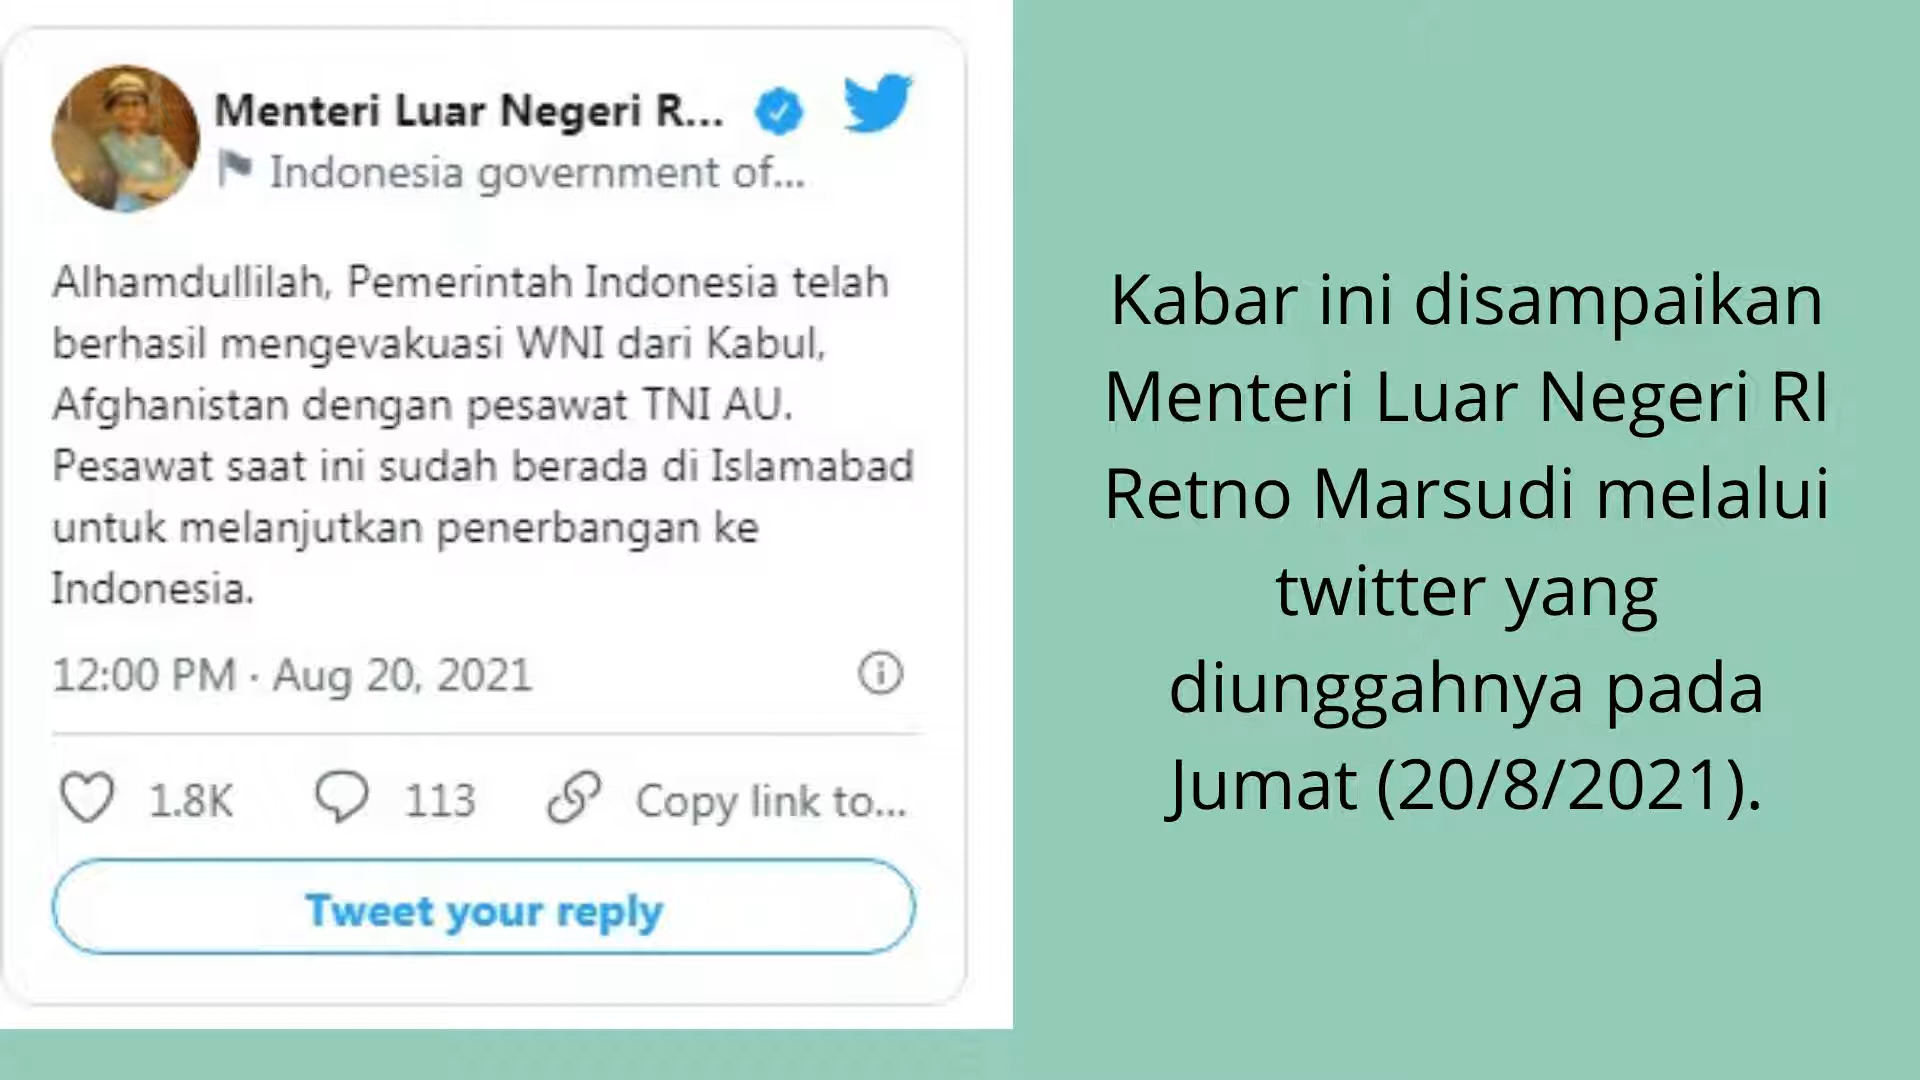 Menteri Luar Negeri R...
Indonesia government of...
Alhamdullilah, Pemerintah Indonesia telah
berhasil mengevakuasi WNI dari Kabul,
Afghanistan dengan pesawat TNI AU.
Pesawat saat ini sudah berada di Islamabad
untuk melanjutkan penerbangan ke
Indonesia.
12:00 PM · Aug 20, 2021
1.8K 113 Copy link to...
Tweet your reply
Kabar ini disampaikan
Menteri Luar Negeri RI
Retno Marsudi melalui
twitter yang
diunggahnya pada
Jumat (20/8/2021).